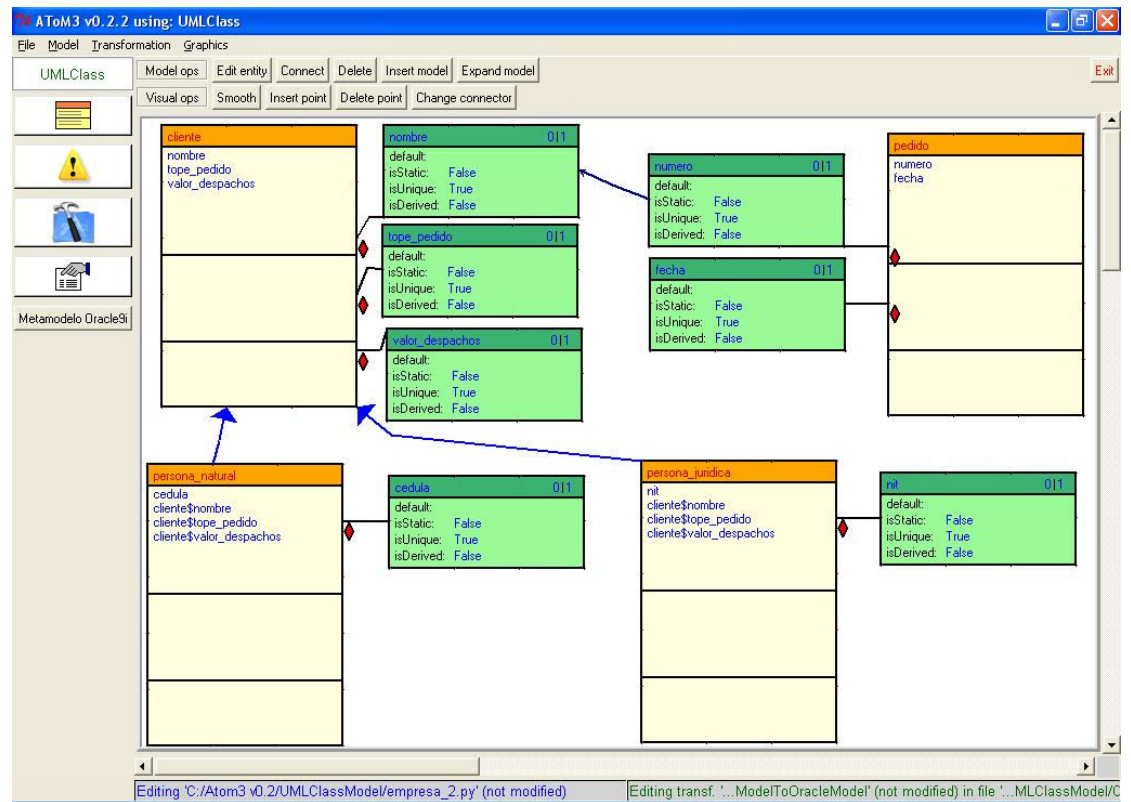 AToM3 v0.2.2 using: UMLClass
File Model Transformation Graphics
UMLClass
Model ops Edit entity Connect Delete Insert model Expand model Exit
Visual ops Smooth Insert point Delete point Change connector
Metamodelo Oracle9i
cliente
nombre
tope_pedido
valor_despachos
nombre 0|1
default:
isStatic: False
isUnique: True
isDerived: False
tope_pedido 0|1
default:
isStatic: False
isUnique: True
isDerived: False
valor_despachos 0|1
default:
isStatic: False
isUnique: True
isDerived: False
numero 0|1
default:
isStatic: False
isUnique: True
isDerived: False
fecha 0|1
default:
isStatic: False
isUnique: True
isDerived: False
pedido
numero
fecha
persona_natural
cedula
cliente$nombre
cliente$tope_pedido
cliente$valor_despachos
cedula 0|1
default:
isStatic: False
isUnique: True
isDerived: False
persona_juridica
nit
cliente$nombre
cliente$tope_pedido
cliente$valor_despachos
nit 0|1
default:
isStatic: False
isUnique: True
isDerived: False
Editing 'C:/Atom3 v0.2/UMLClassModel/empresa_2.py' (not modified)
Editing transf. '...ModelToOracleModel' (not modified) in file '...MLClassModel/C